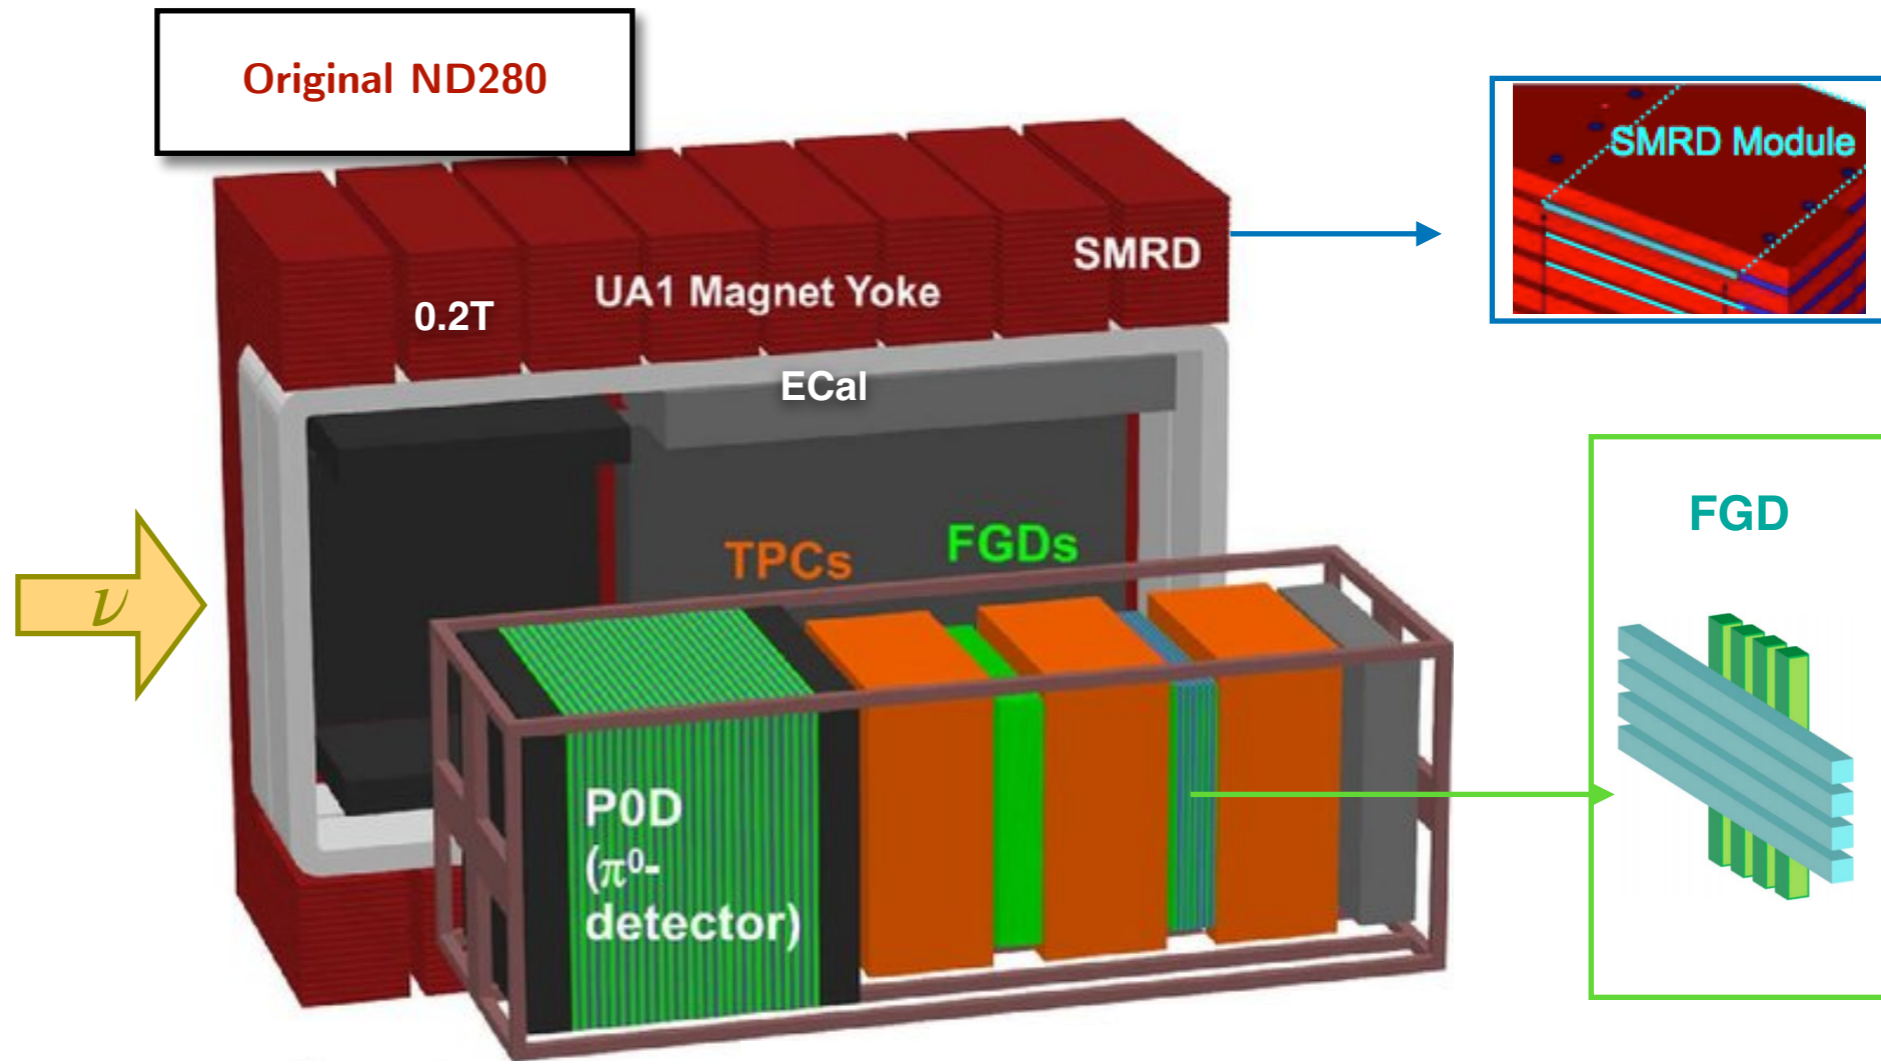 Original ND280
SMRD Module
SMRD
UA1 Magnet Yoke
0.2T
ECal
FGD
TPCs
FGDs
ν
P0D
(π⁰-
detector)